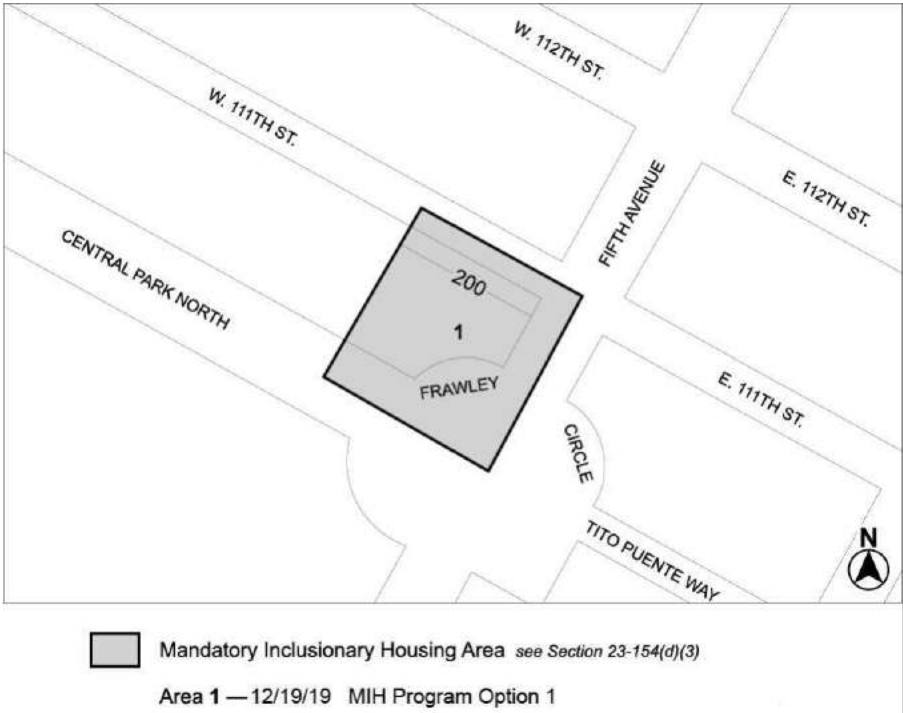 W. 112TH ST.
W. 111TH ST.
FIFTH AVENUE
E. 112TH ST.
CENTRAL PARK NORTH
200
1
FRAWLEY
CIRCLE
E. 111TH ST.
TITO PUENTE WAY
N
Mandatory Inclusionary Housing Area see Section 23-154(d)(3)
Area 1 — 12/19/19 MIH Program Option 1